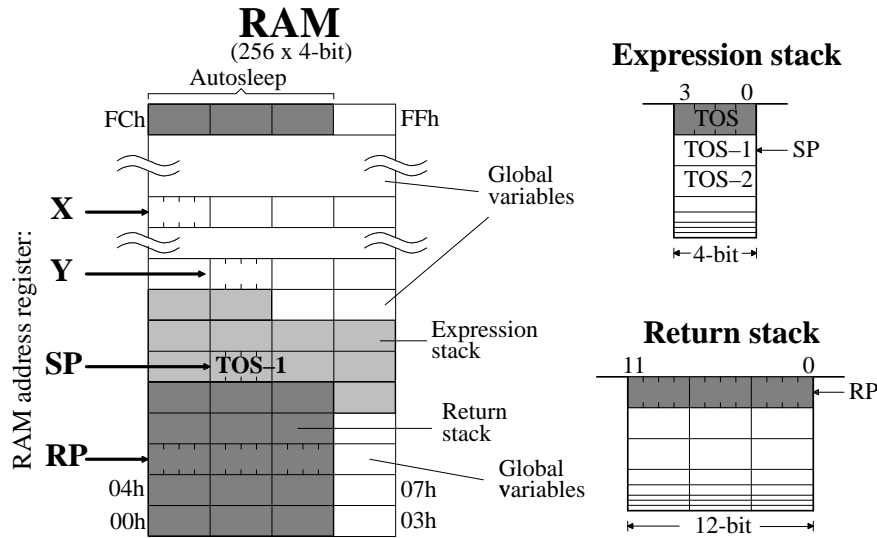 RAM
(256 x 4-bit)
Autosleep
FCh
FFh
Global
variables
X
Y
RAM address register:
SP
TOS–1
Expression
stack
Return
stack
RP
Global
variables
04h
07h
00h
03h
Expression stack
3
0
TOS
TOS–1
SP
TOS–2
4-bit
Return stack
11
0
RP
12-bit